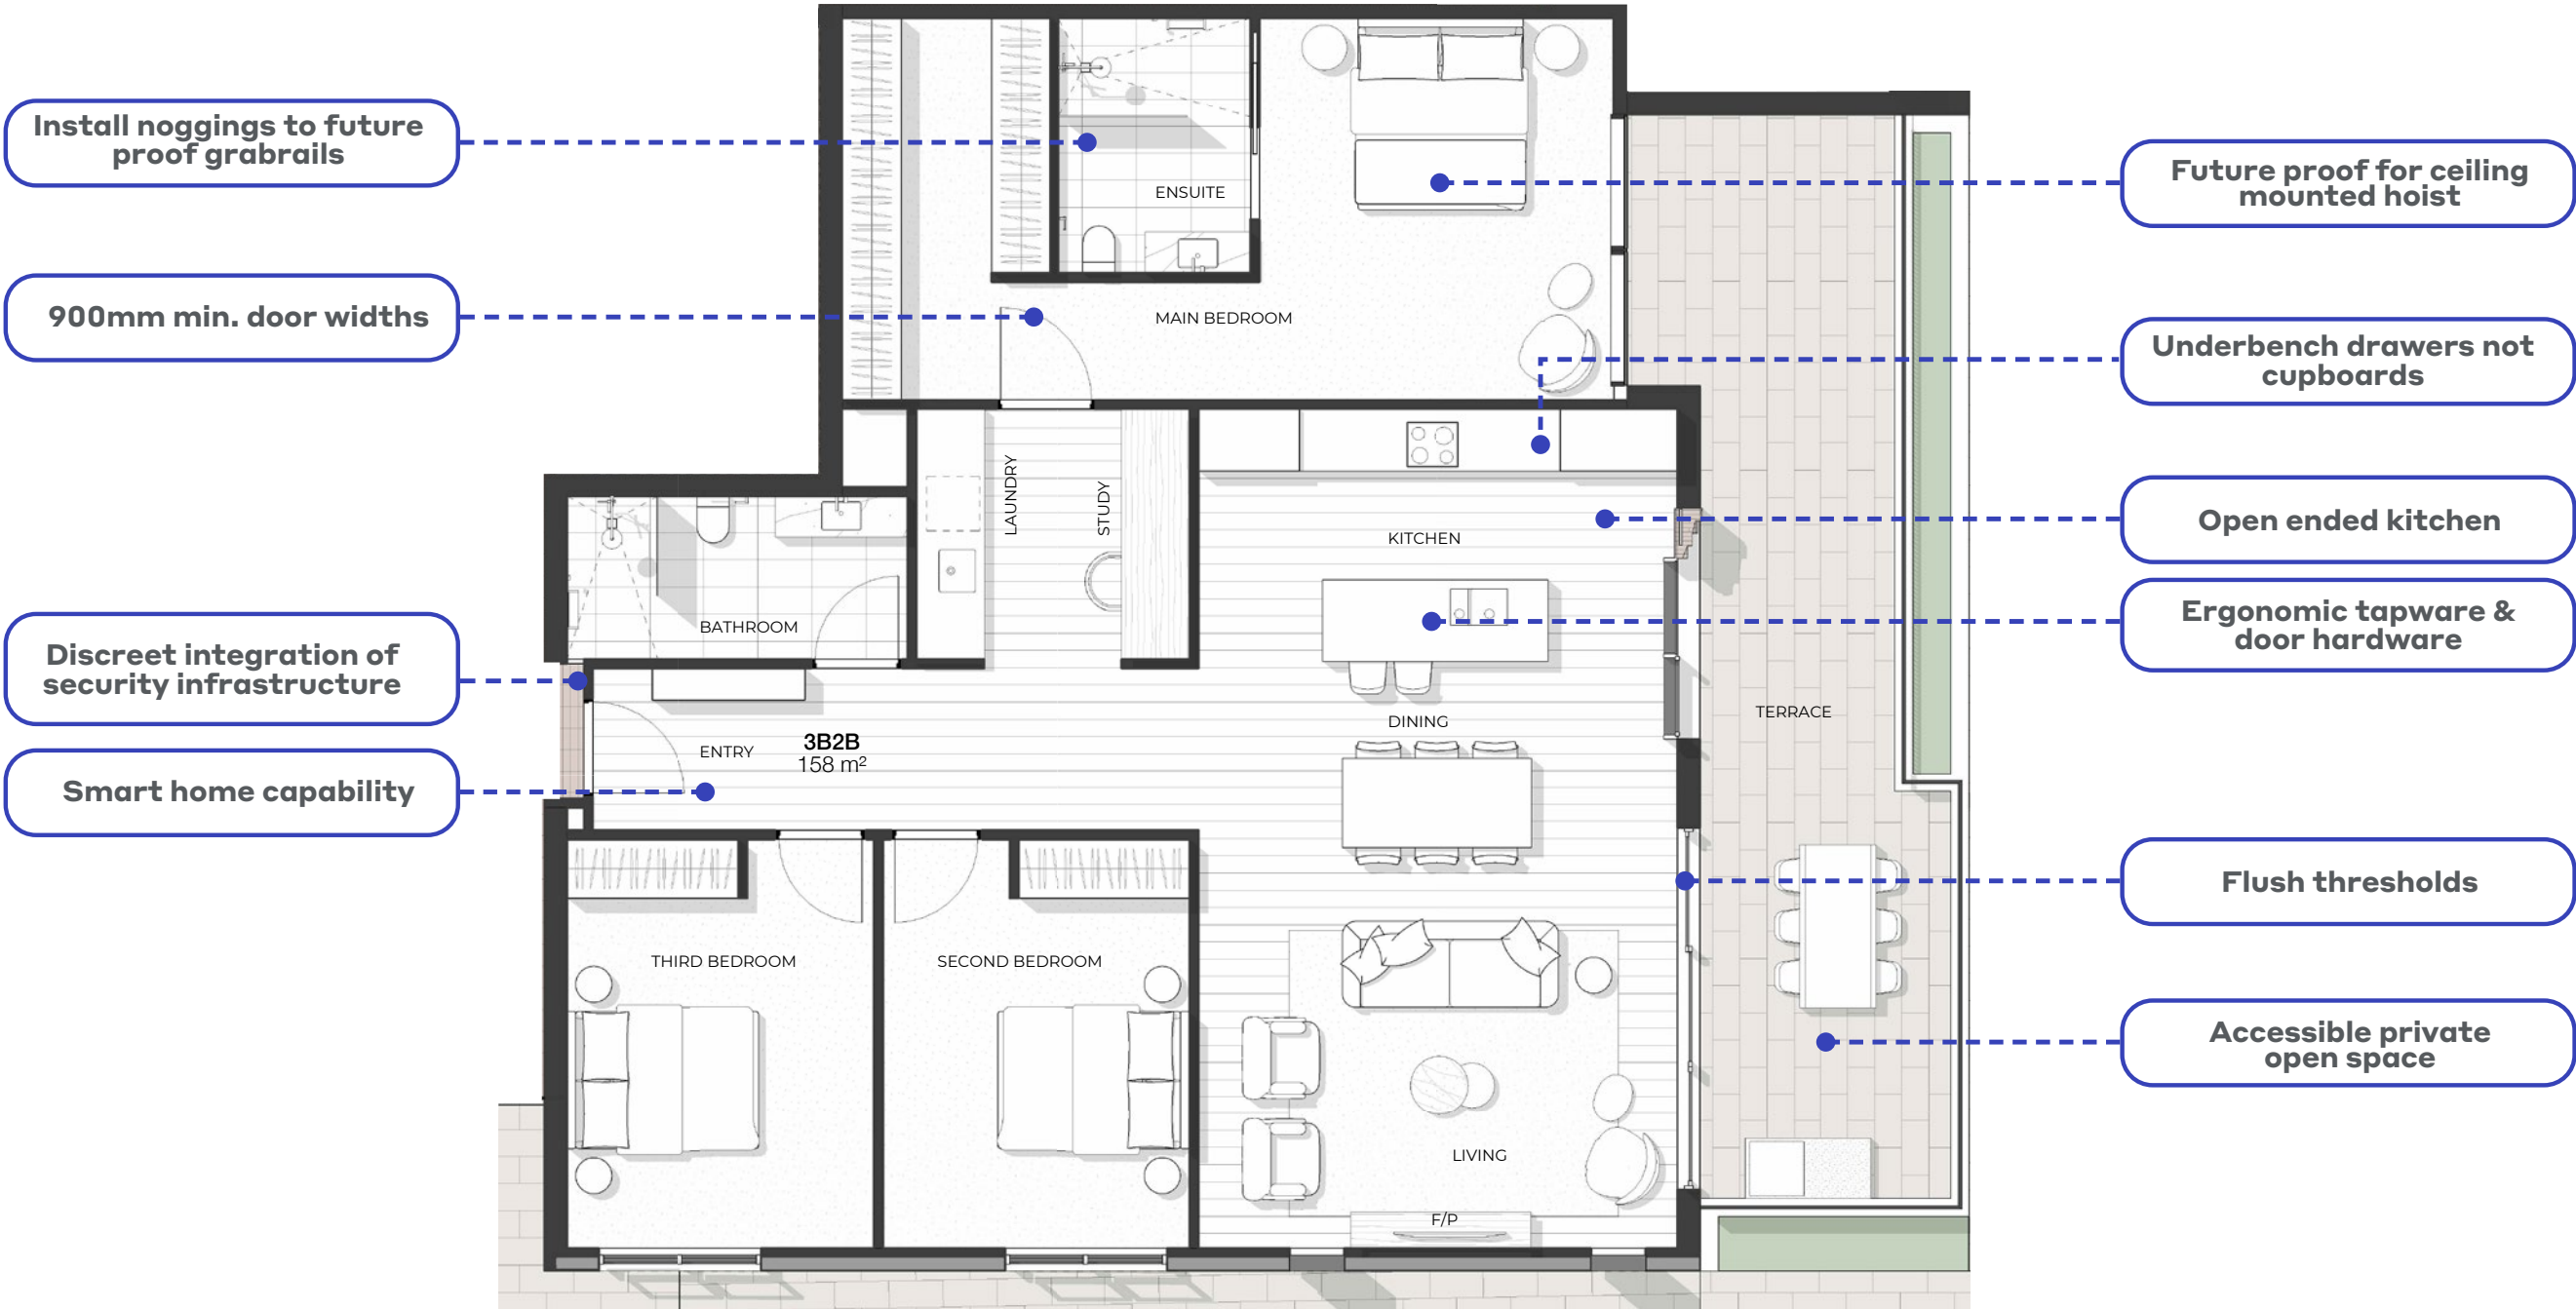 Install noggings to future
proof grabrails
900mm min. door widths
Discreet integration of
security infrastructure
Smart home capability
ENSUITE
MAIN BEDROOM
LAUNDRY
STUDY
KITCHEN
BATHROOM
ENTRY
3B2B
158 m²
DINING
TERRACE
THIRD BEDROOM
SECOND BEDROOM
LIVING
F/P
Future proof for ceiling
mounted hoist
Underbench drawers not
cupboards
Open ended kitchen
Ergonomic tapware &
door hardware
Flush thresholds
Accessible private
open space